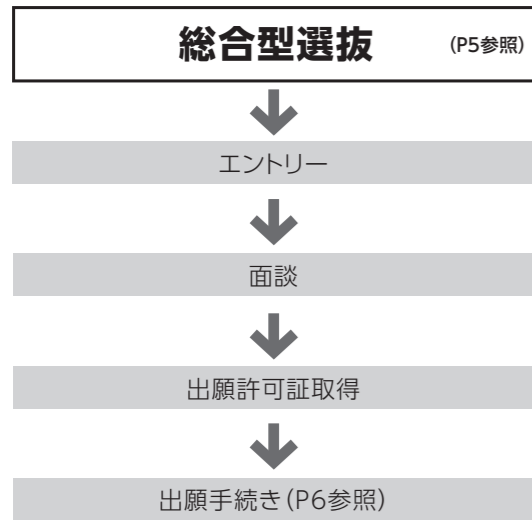 総合型選抜 (P5参照)
エントリー
面談
出願許可証取得
出願手続き(P6参照)